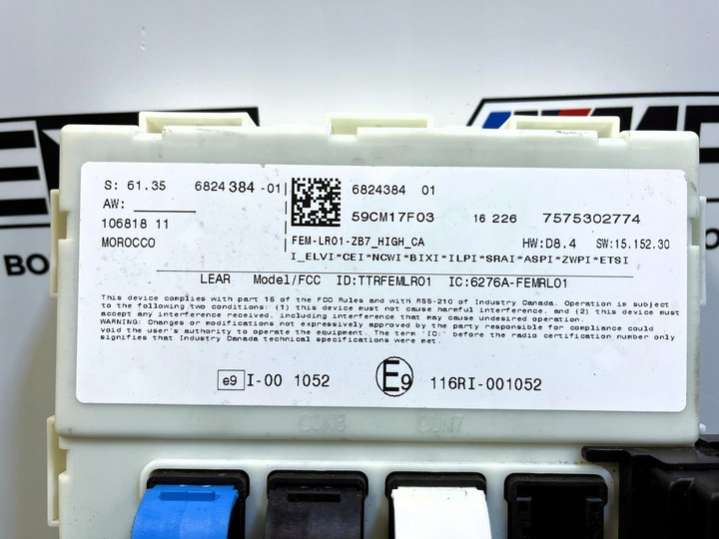 BO
S: 61.35 6824384 -01 6824384 01
AW: 59CM17F03 16 226 7575302774
106818 11
MOROCCO FEM-LR01-ZB7_HIGH_CA HW:D8.4 SW:15.152.30
I_ELVI*CEI*NCWI*BIXI*ILPI*SRAI*ASPI*ZWPI*ETSI
LEAR Model/FCC ID:TTRFEMLR01 IC:6276A-FEMRL01
This device complies with part 15 of the FCC Rules and with RSS-210 of Industry Canada. Operation is subject
to the following two conditions: (1) this device must not cause harmful interference, and (2) this device must
accept any interference received, including interference that may cause undesired operation.
WARNING: Changes or modifications not expressively approved by the party responsible for compliance could
void the user's authority to operate the equipment. The term 'IC:' before the radio certification number only
signifies that Industry Canada technical specifications were met.
e9 I-00 1052 E9 116RI-001052
CON7